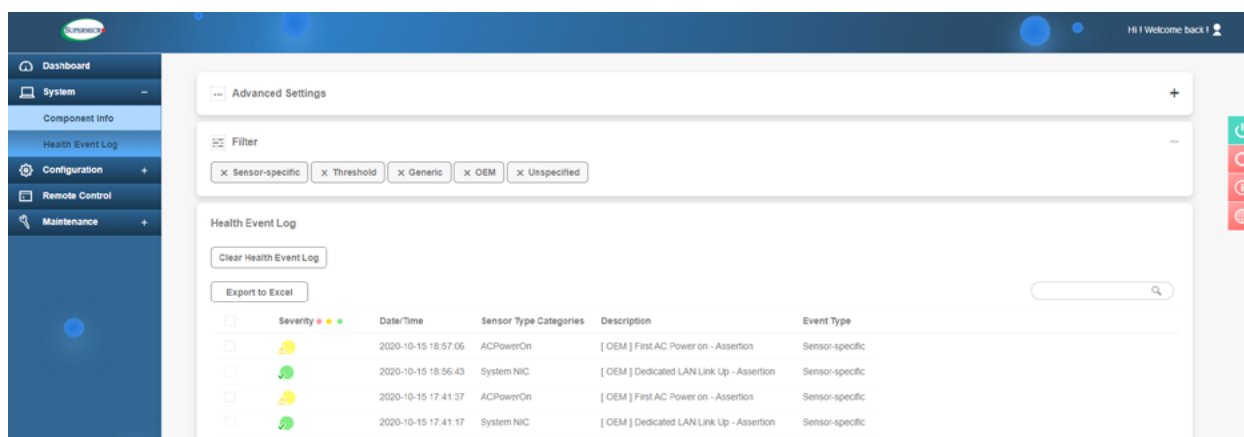 SUPERMICR
Hi ! Welcome back !
Dashboard
System −
Component Info
Health Event Log
Configuration +
Remote Control
Maintenance +
... Advanced Settings +
Filter −
× Sensor-specific × Threshold × Generic × OEM × Unspecified
Health Event Log
Clear Health Event Log
Export to Excel
Severity Date/Time Sensor Type Categories Description Event Type
2020-10-15 18:57:06 ACPowerOn [ OEM ] First AC Power on - Assertion Sensor-specific
2020-10-15 18:56:43 System NIC [ OEM ] Dedicated LAN Link Up - Assertion Sensor-specific
2020-10-15 17:41:37 ACPowerOn [ OEM ] First AC Power on - Assertion Sensor-specific
2020-10-15 17:41:17 System NIC [ OEM ] Dedicated LAN Link Up - Assertion Sensor-specific